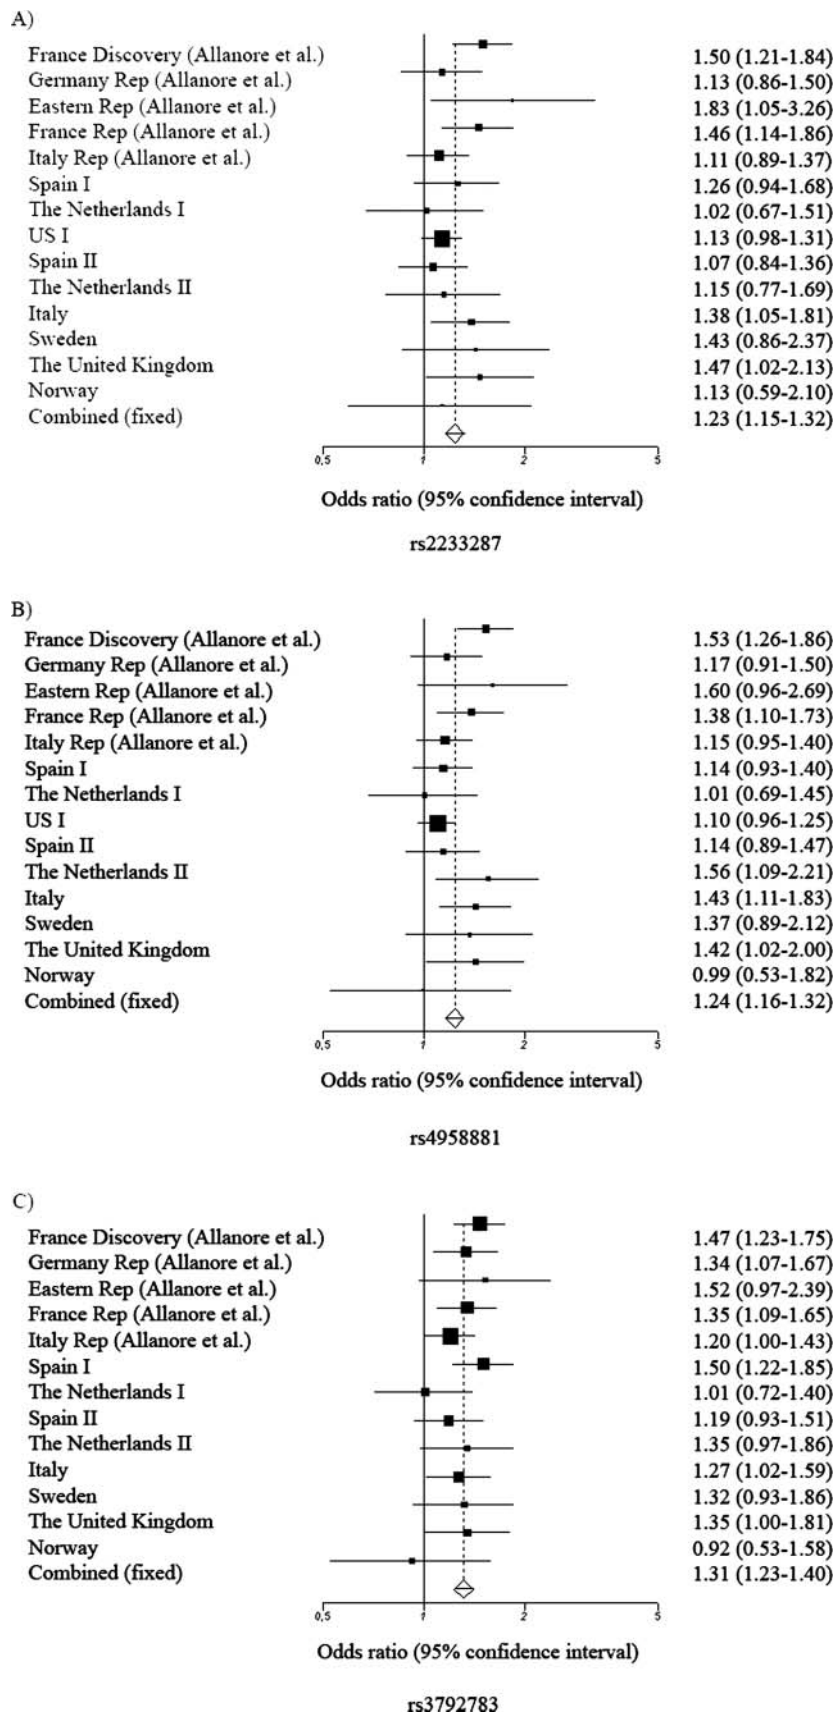 A)
France Discovery (Allanore et al.) 1.50 (1.21-1.84)
Germany Rep (Allanore et al.) 1.13 (0.86-1.50)
Eastern Rep (Allanore et al.) 1.83 (1.05-3.26)
France Rep (Allanore et al.) 1.46 (1.14-1.86)
Italy Rep (Allanore et al.) 1.11 (0.89-1.37)
Spain I 1.26 (0.94-1.68)
The Netherlands I 1.02 (0.67-1.51)
US I 1.13 (0.98-1.31)
Spain II 1.07 (0.84-1.36)
The Netherlands II 1.15 (0.77-1.69)
Italy 1.38 (1.05-1.81)
Sweden 1.43 (0.86-2.37)
The United Kingdom 1.47 (1.02-2.13)
Norway 1.13 (0.59-2.10)
Combined (fixed) 1.23 (1.15-1.32)
0,5 1 2 5
Odds ratio (95% confidence interval)
rs2233287
B)
France Discovery (Allanore et al.) 1.53 (1.26-1.86)
Germany Rep (Allanore et al.) 1.17 (0.91-1.50)
Eastern Rep (Allanore et al.) 1.60 (0.96-2.69)
France Rep (Allanore et al.) 1.38 (1.10-1.73)
Italy Rep (Allanore et al.) 1.15 (0.95-1.40)
Spain I 1.14 (0.93-1.40)
The Netherlands I 1.01 (0.69-1.45)
US I 1.10 (0.96-1.25)
Spain II 1.14 (0.89-1.47)
The Netherlands II 1.56 (1.09-2.21)
Italy 1.43 (1.11-1.83)
Sweden 1.37 (0.89-2.12)
The United Kingdom 1.42 (1.02-2.00)
Norway 0.99 (0.53-1.82)
Combined (fixed) 1.24 (1.16-1.32)
0,5 1 2 5
Odds ratio (95% confidence interval)
rs4958881
C)
France Discovery (Allanore et al.) 1.47 (1.23-1.75)
Germany Rep (Allanore et al.) 1.34 (1.07-1.67)
Eastern Rep (Allanore et al.) 1.52 (0.97-2.39)
France Rep (Allanore et al.) 1.35 (1.09-1.65)
Italy Rep (Allanore et al.) 1.20 (1.00-1.43)
Spain I 1.50 (1.22-1.85)
The Netherlands I 1.01 (0.72-1.40)
Spain II 1.19 (0.93-1.51)
The Netherlands II 1.35 (0.97-1.86)
Italy 1.27 (1.02-1.59)
Sweden 1.32 (0.93-1.86)
The United Kingdom 1.35 (1.00-1.81)
Norway 0.92 (0.53-1.58)
Combined (fixed) 1.31 (1.23-1.40)
0,5 1 2 5
Odds ratio (95% confidence interval)
rs3792783